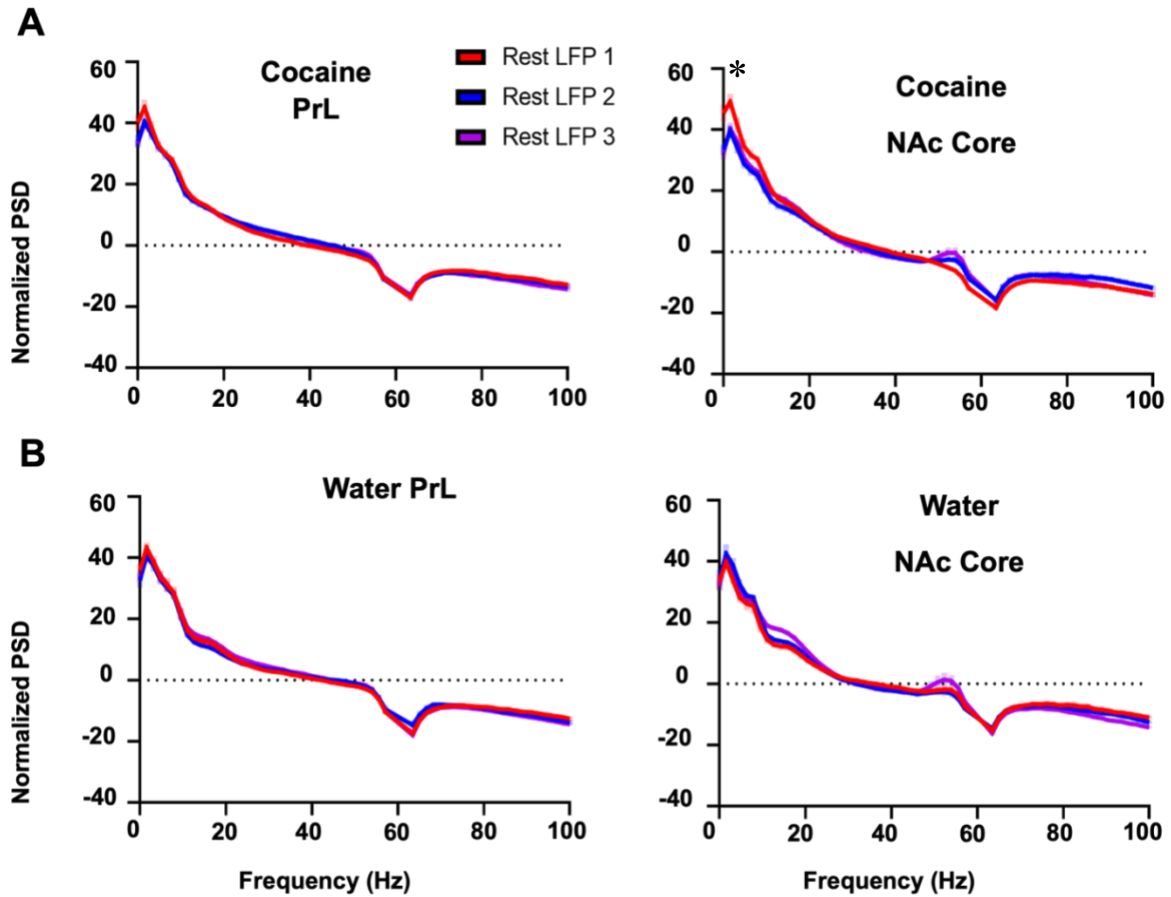 A
Cocaine
PrL
Rest LFP 1
Rest LFP 2
Rest LFP 3
Normalized PSD
60
40
20
0
-20
-40
0 20 40 60 80 100
*
Cocaine
NAc Core
60
40
20
0
-20
-40
0 20 40 60 80 100
B
Water PrL
Normalized PSD
60
40
20
0
-20
-40
0 20 40 60 80 100
Frequency (Hz)
Water
NAc Core
60
40
20
0
-20
-40
0 20 40 60 80 100
Frequency (Hz)